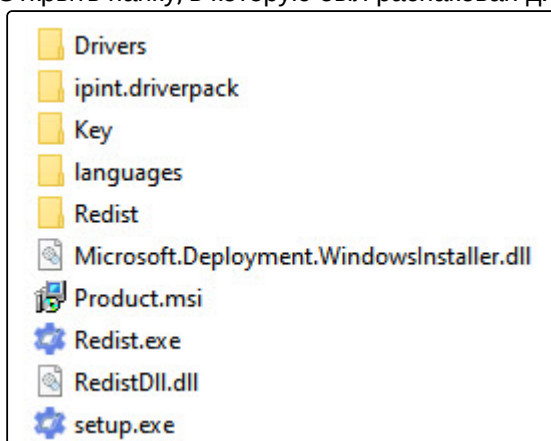 Drivers
ipint.driverpack
Key
languages
Redist
Microsoft.Deployment.WindowsInstaller.dll
Product.msi
Redist.exe
RedistDll.dll
setup.exe